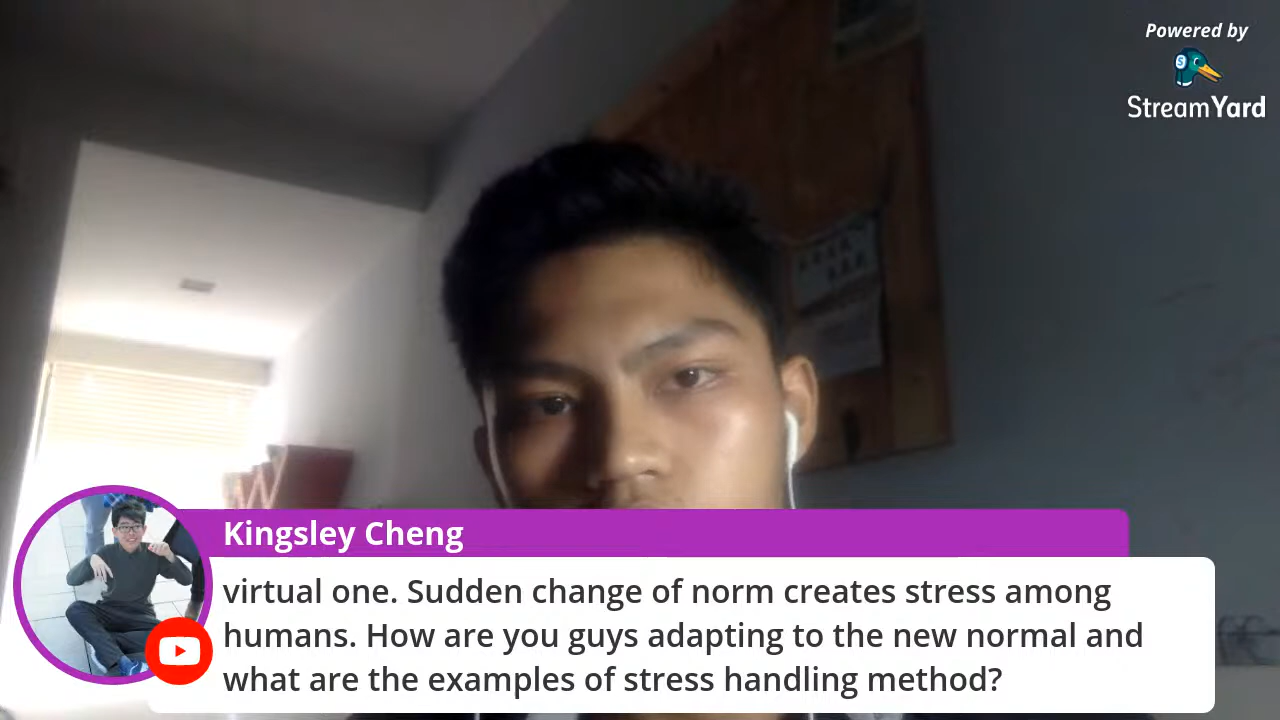 Powered by
StreamYard
Kingsley Cheng
virtual one. Sudden change of norm creates stress among
humans. How are you guys adapting to the new normal and
what are the examples of stress handling method?